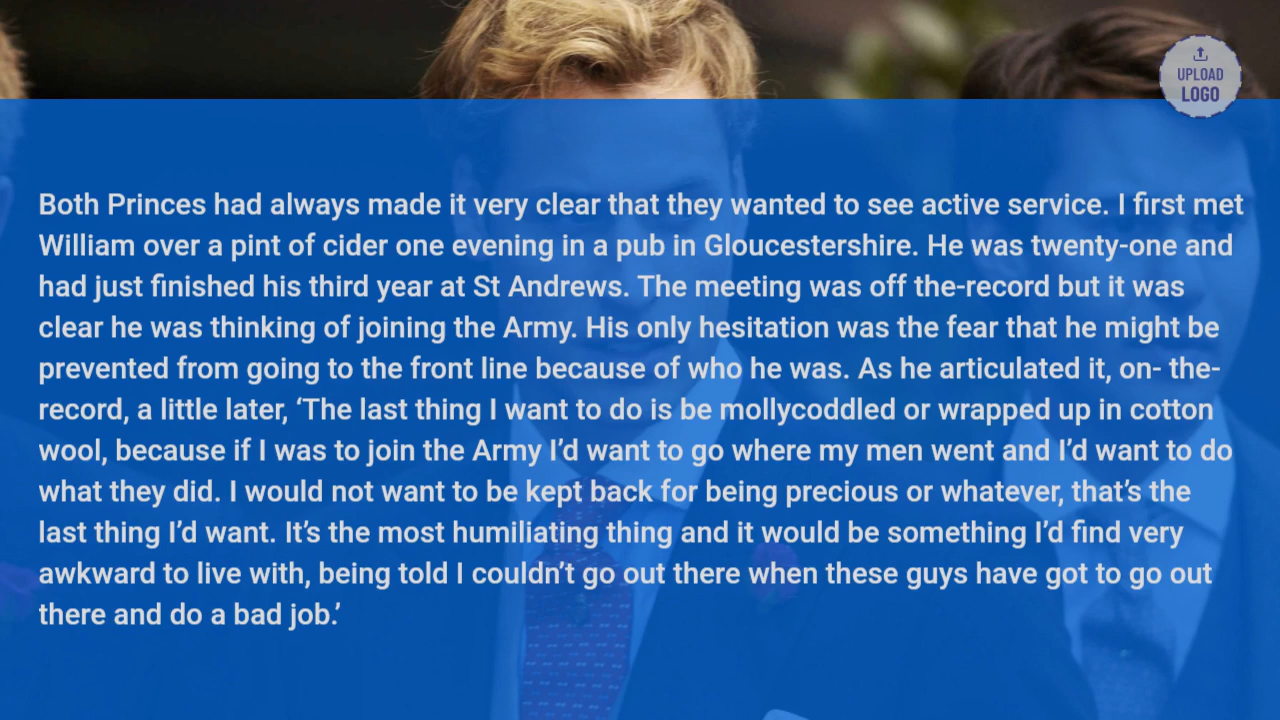 UPLOAD
LOGO
Both Princes had always made it very clear that they wanted to see active service. I first met
William over a pint of cider one evening in a pub in Gloucestershire. He was twenty-one and
had just finished his third year at St Andrews. The meeting was off the-record but it was
clear he was thinking of joining the Army. His only hesitation was the fear that he might be
prevented from going to the front line because of who he was. As he articulated it, on- the-
record, a little later, ‘The last thing I want to do is be mollycoddled or wrapped up in cotton
wool, because if I was to join the Army I’d want to go where my men went and I’d want to do
what they did. I would not want to be kept back for being precious or whatever, that’s the
last thing I’d want. It’s the most humiliating thing and it would be something I’d find very
awkward to live with, being told I couldn’t go out there when these guys have got to go out
there and do a bad job.’